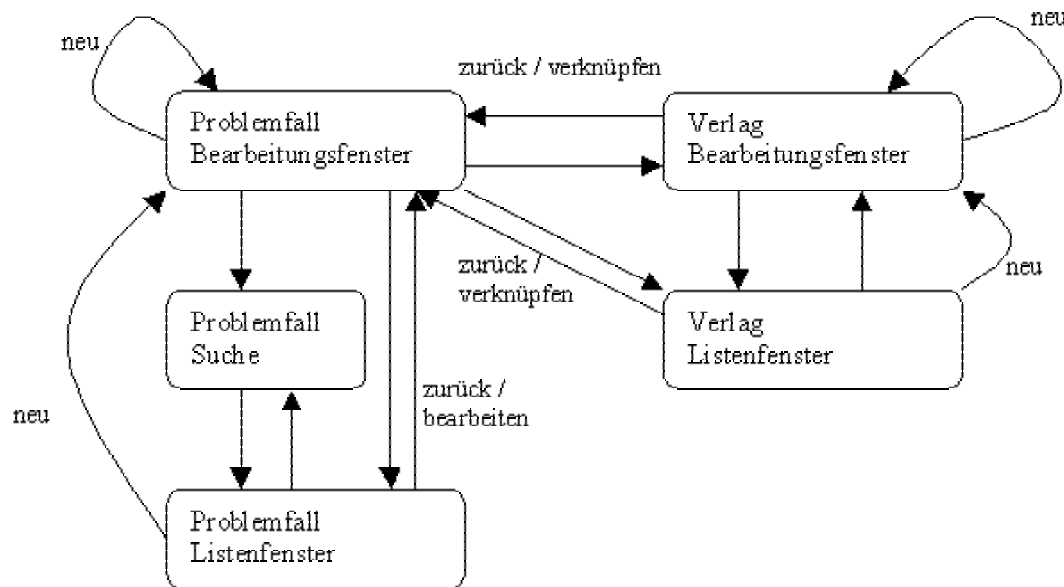 neu
neu
zurück / verknüpfen
Problemfall
Bearbeitungsfenster
Verlag
Bearbeitungsfenster
zurück /
verknüpfen
neu
Problemfall
Suche
Verlag
Listenfenster
zurück /
bearbeiten
neu
Problemfall
Listenfenster